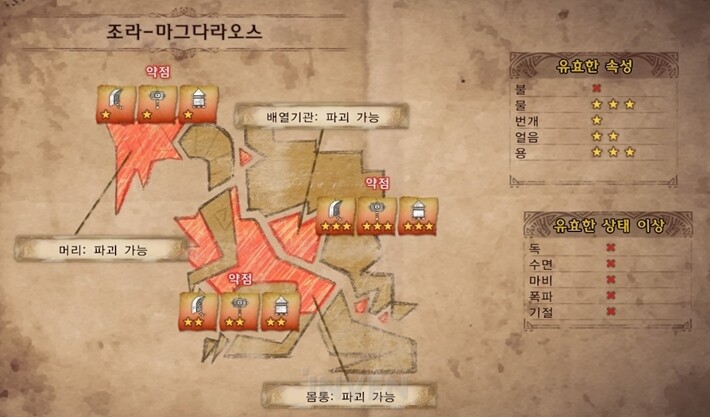 조라-마그다라오스
약점
배열기관: 파괴 가능
약점
머리: 파괴 가능
약점
몸통: 파괴 가능
유효한 속성
불
물
번개
얼음
용
유효한 상태 이상
독
수면
마비
폭파
기절